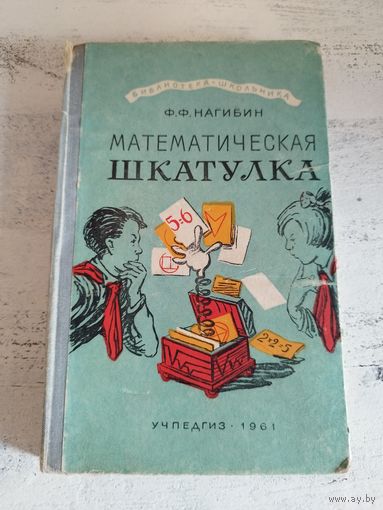 БИБЛИОТЕКА·ШКОЛЬНИКА
Ф.Ф.НАГИБИН
МАТЕМАТИЧЕСКАЯ
ШКАТУЛКА
5=6
2×2=5
УЧПЕДГИЗ · 1961
www.ay.by